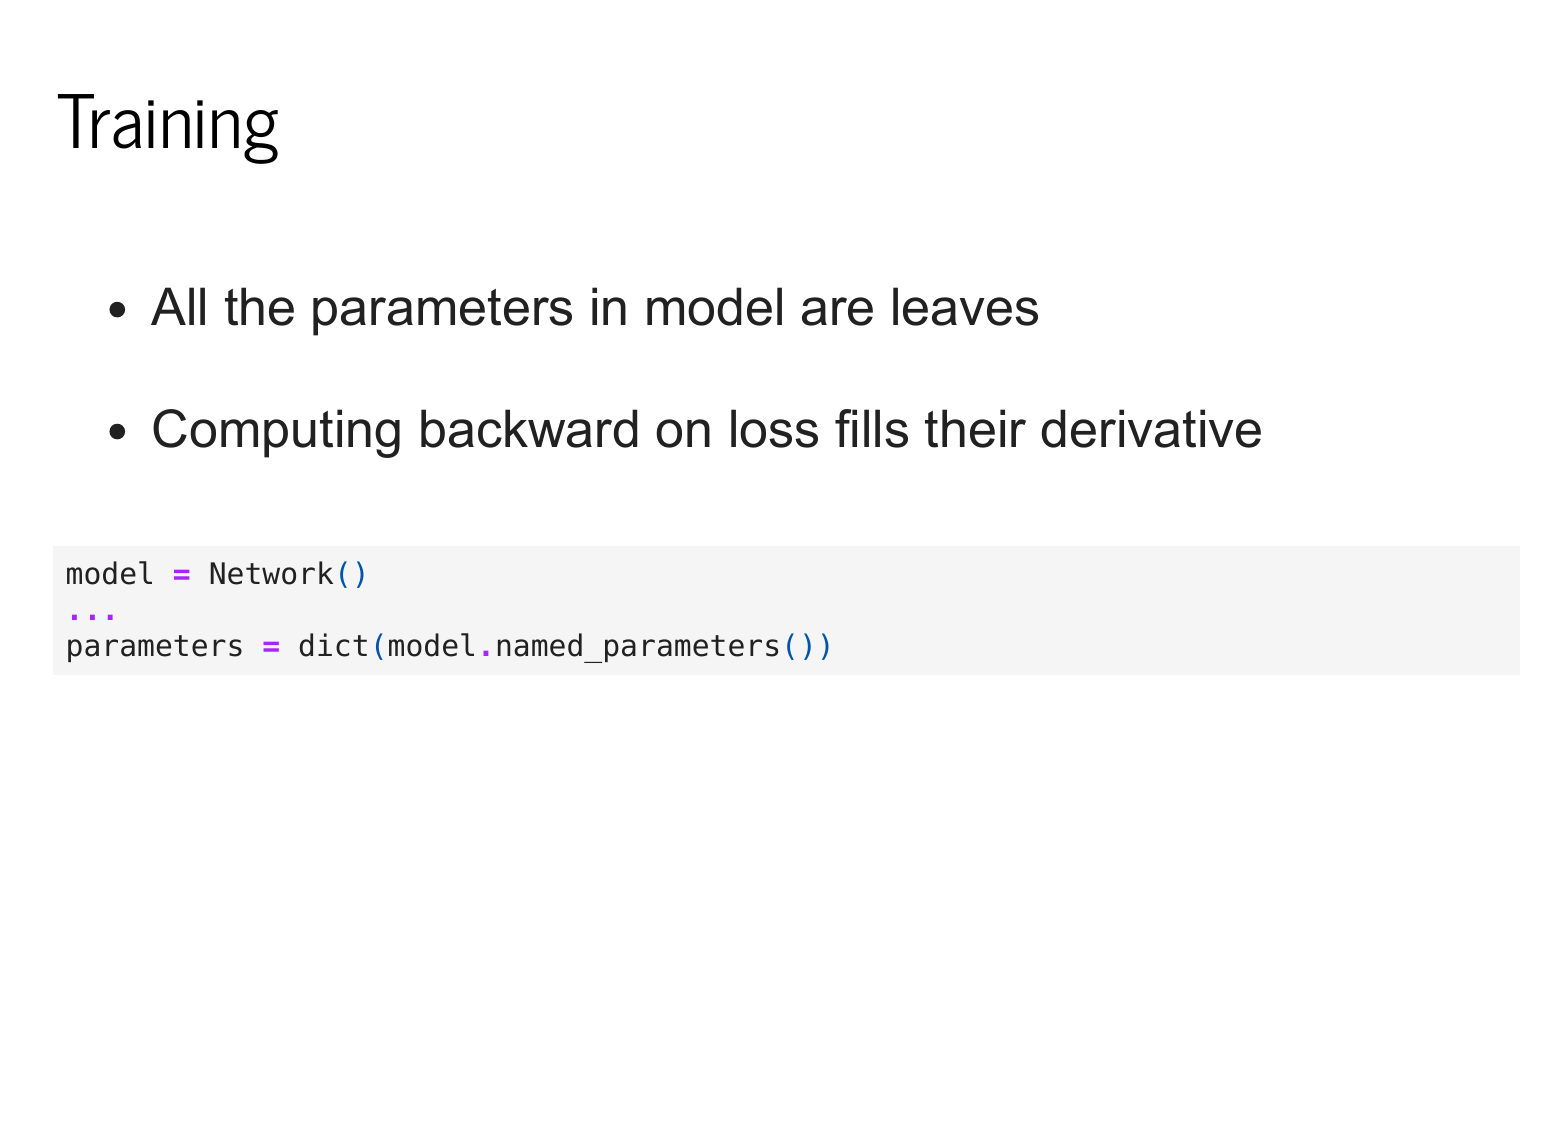 Training
• All the parameters in model are leaves
• Computing backward on loss fills their derivative
model = Network()
...
parameters = dict(model.named_parameters())